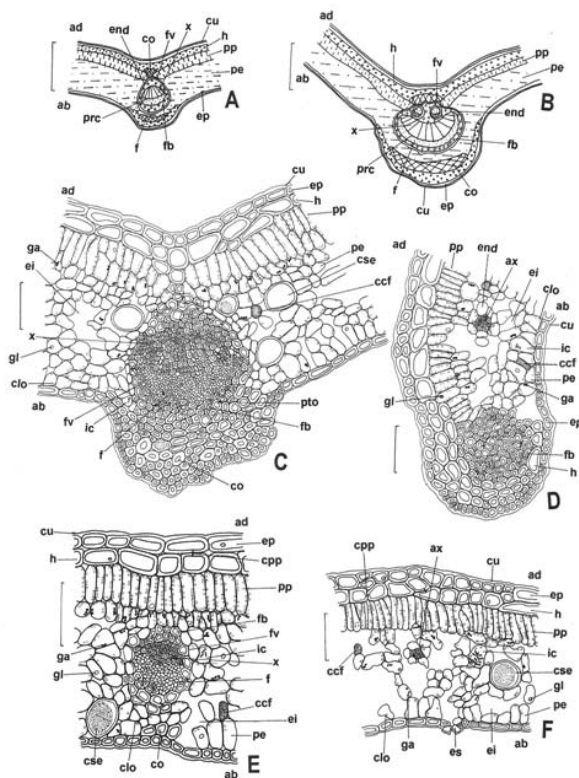 ad end co fv x cu h pp pe
ab prc f fb ep A
ad h fv pp pe
ab end B
x fb
prc f cu ep co
cu ep h pp
ad
ga ei pe cse ccf
x
gl
clo
ab fv ic pto fb
f co C
ad pp end ax ei clo ab cu ic ccf pe ga
gl ep fb h D
cu ad ep
h cpp
pp
fb
ga fv ic x
gl f
ccf
ei
cse clo co pe
E ab
cpp ax cu ad
ep h pp
ic
ccf cse
gl
pe
clo ga es ei ab F